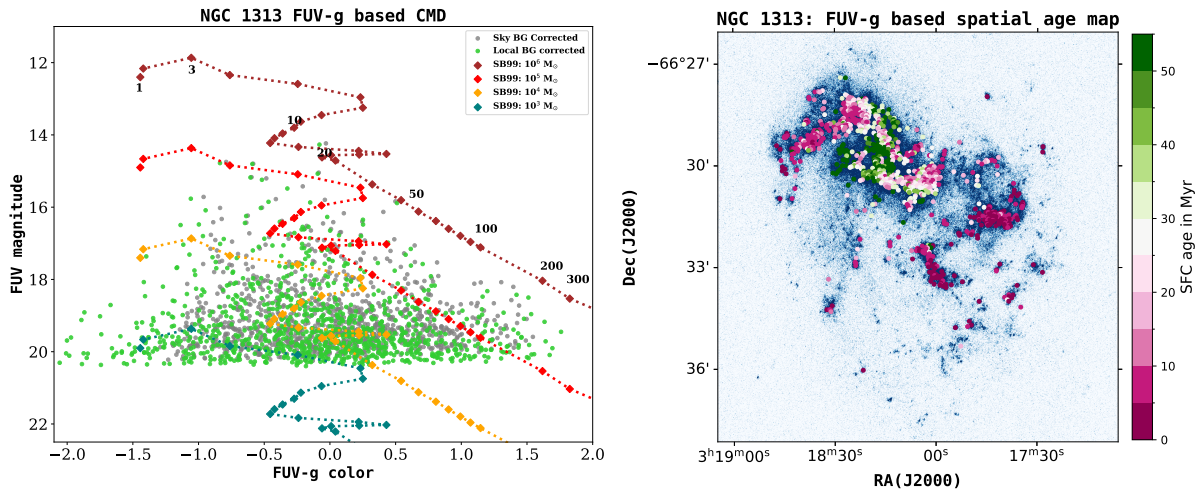 NGC 1313 FUV-g based CMD
Sky BG Corrected
Local BG corrected
SB99: 10⁶ M☉
SB99: 10⁵ M☉
SB99: 10⁴ M☉
SB99: 10³ M☉
1
3
10
20
50
100
200
300
FUV magnitude
12
14
16
18
20
22
−2.0 −1.5 −1.0 −0.5 0.0 0.5 1.0 1.5 2.0
FUV-g color
NGC 1313: FUV-g based spatial age map
Dec(J2000)
−66°27'
30'
33'
36'
3ʰ19ᵐ00ˢ 18ᵐ30ˢ 00ˢ 17ᵐ30ˢ
RA(J2000)
50
40
30
20
10
0
SFC age in Myr